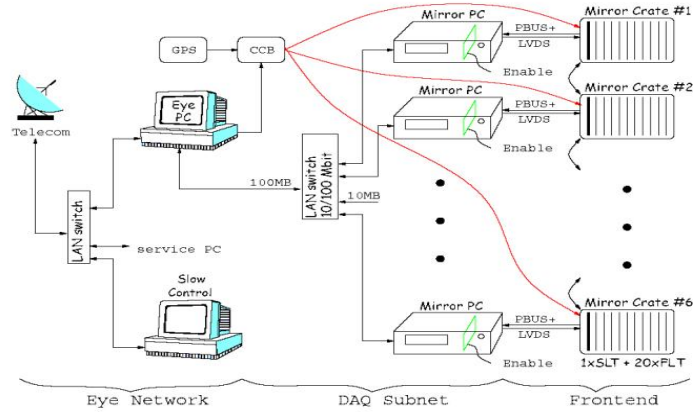 Mirror PC
Mirror Crate #1
GPS
CCB
PBUS+
LVDS
Enable
Mirror PC
Mirror Crate #2
Eye
PC
PBUS+
LVDS
Enable
Telecom
LAN switch
10/100 Mbit
100MB
10MB
LAN switch
service PC
Slow
Control
Mirror PC
Mirror Crate #6
PBUS+
LVDS
Enable
1xSLT + 20xFLT
Eye Network
DAQ Subnet
Frontend